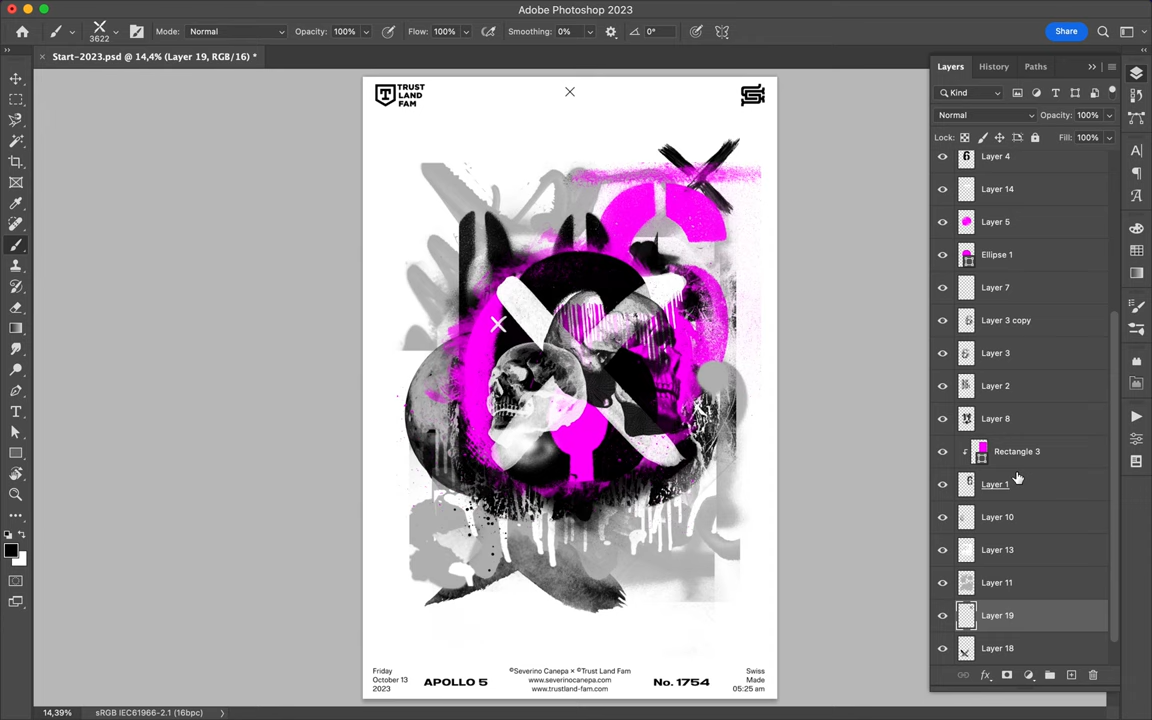 Adobe Photoshop 2023
3622
Mode: Normal
Opacity: 100%
Flow: 100%
Smoothing: 0%
0°
Share
Start-2023.psd @ 14,4% (Layer 19, RGB/16) *
Layers
History
Paths
Kind
Normal
Opacity: 100%
Lock:
Fill: 100%
Layer 4
Layer 14
Layer 5
Ellipse 1
Layer 7
Layer 3 copy
Layer 3
Layer 2
Layer 8
Rectangle 3
Layer 1
Layer 10
Layer 13
Layer 11
Layer 19
Layer 18
TRUST
LAND
FAM
Friday
October 13
2023
APOLLO 5
©Severino Canepa × ©Trust Land Fam
www.severinocanepa.com
www.trustland-fam.com
No. 1754
Swiss
Made
05:25 am
14,39%
sRGB IEC61966-2.1 (16bpc)